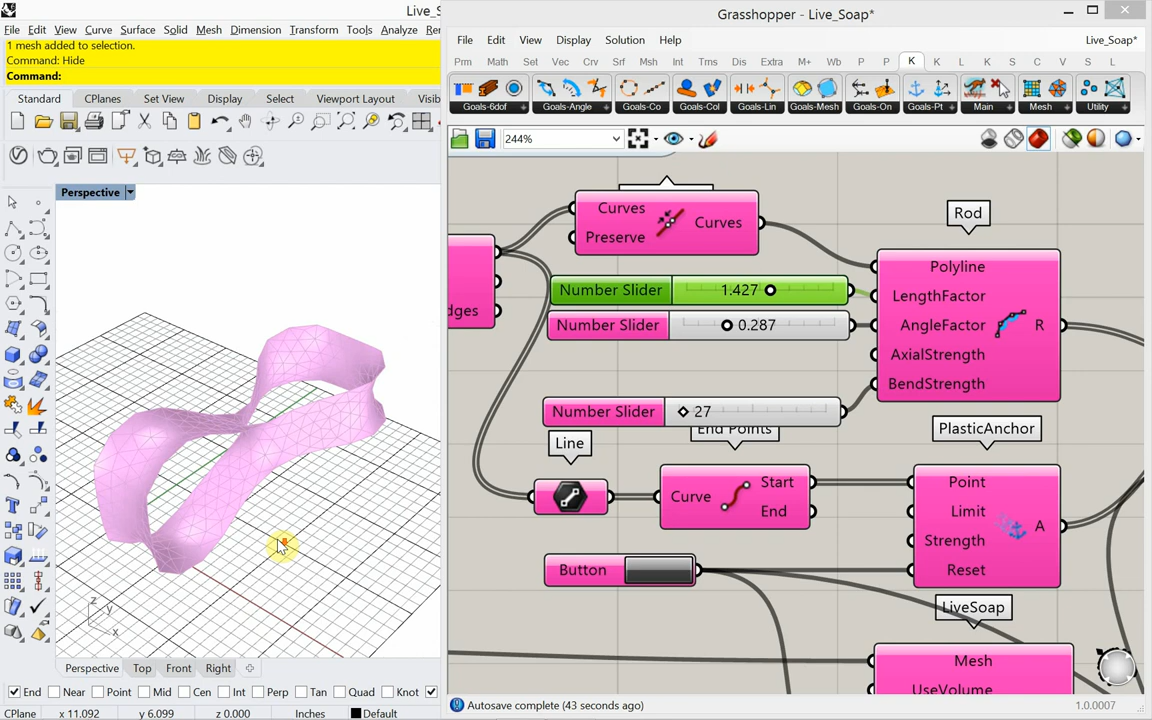 Live_S
File Edit View Curve Surface Solid Mesh Dimension Transform Tools Analyze Re
1 mesh added to selection.
Command: Hide
Command:
Standard CPlanes Set View Display Select Viewport Layout Visib
Perspective
z
y
x
Perspective Top Front Right
End Near Point Mid Cen Int Perp Tan Quad Knot
CPlane x 11.092 y 6.099 z 0.000 Inches Default
Grasshopper - Live_Soap*
File Edit View Display Solution Help Live_Soap*
Prm Math Set Vec Crv Srf Msh Int Trns Dis Extra M+ Wb P P K K L K S C V S L
Goals-6dof Goals-Angle Goals-Co Goals-Col Goals-Lin Goals-Mesh Goals-On Goals-Pt Main Mesh Utility
244%
Curves
Preserve
Curves
dges
Number Slider 1.427
Number Slider 0.287
Number Slider 27
Rod
Polyline
LengthFactor
AngleFactor
AxialStrength
BendStrength
R
Line
End Points
Curve
Start
End
PlasticAnchor
Point
Limit
Strength
Reset
A
Button
LiveSoap
Mesh
UseVolume
Autosave complete (43 seconds ago)
1.0.0007